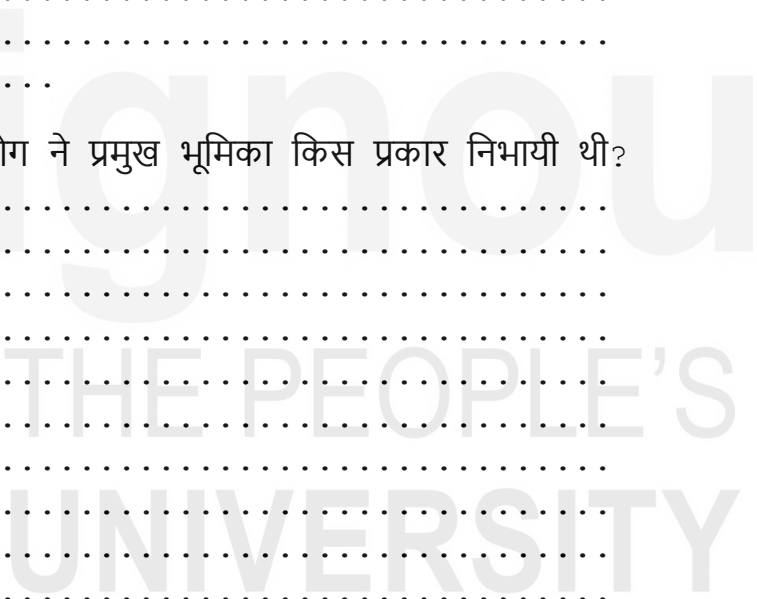 ignou
ने प्रमुख भूमिका किस प्रकार निभायी थी?
THE PEOPLE'S
UNIVERSITY